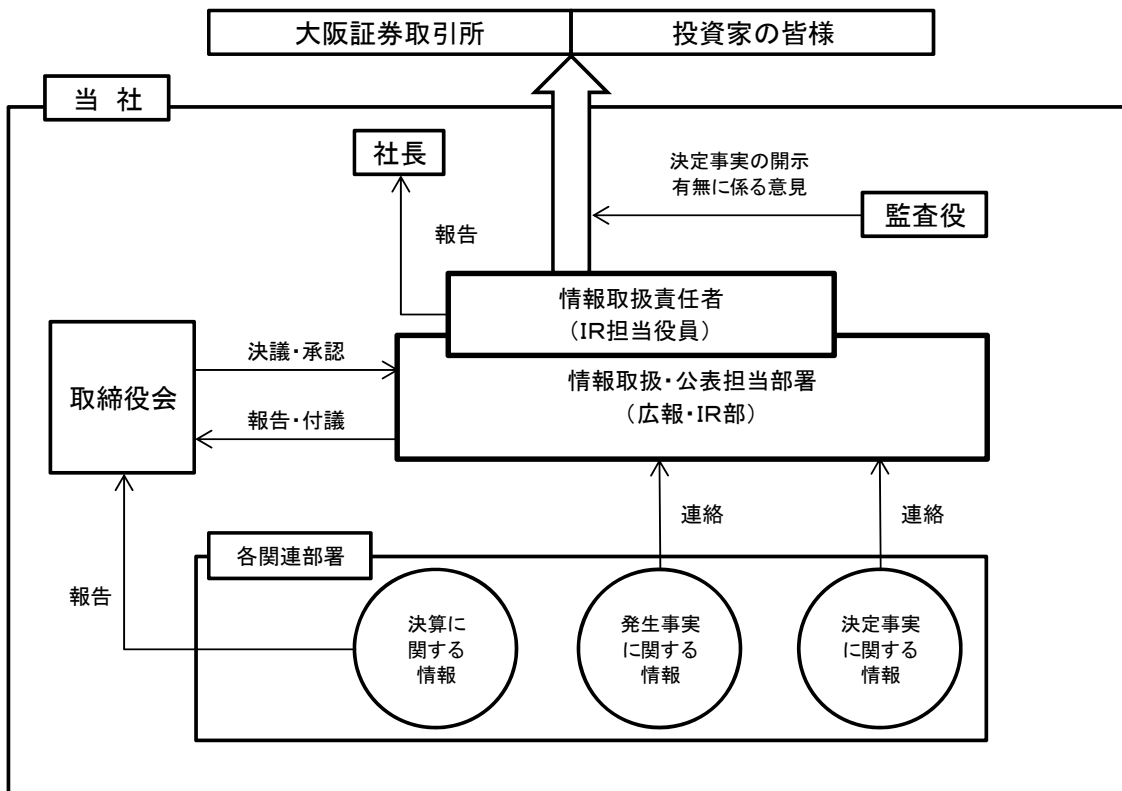 大阪証券取引所
投資家の皆様
当 社
社長
決定事実の開示
有無に係る意見
監査役
報告
情報取扱責任者
(IR担当役員)
取締役会
決議・承認
情報取扱・公表担当部署
(広報・IR部)
報告・付議
連絡
連絡
各関連部署
報告
決算に
関する
情報
発生事実
に関する
情報
決定事実
に関する
情報